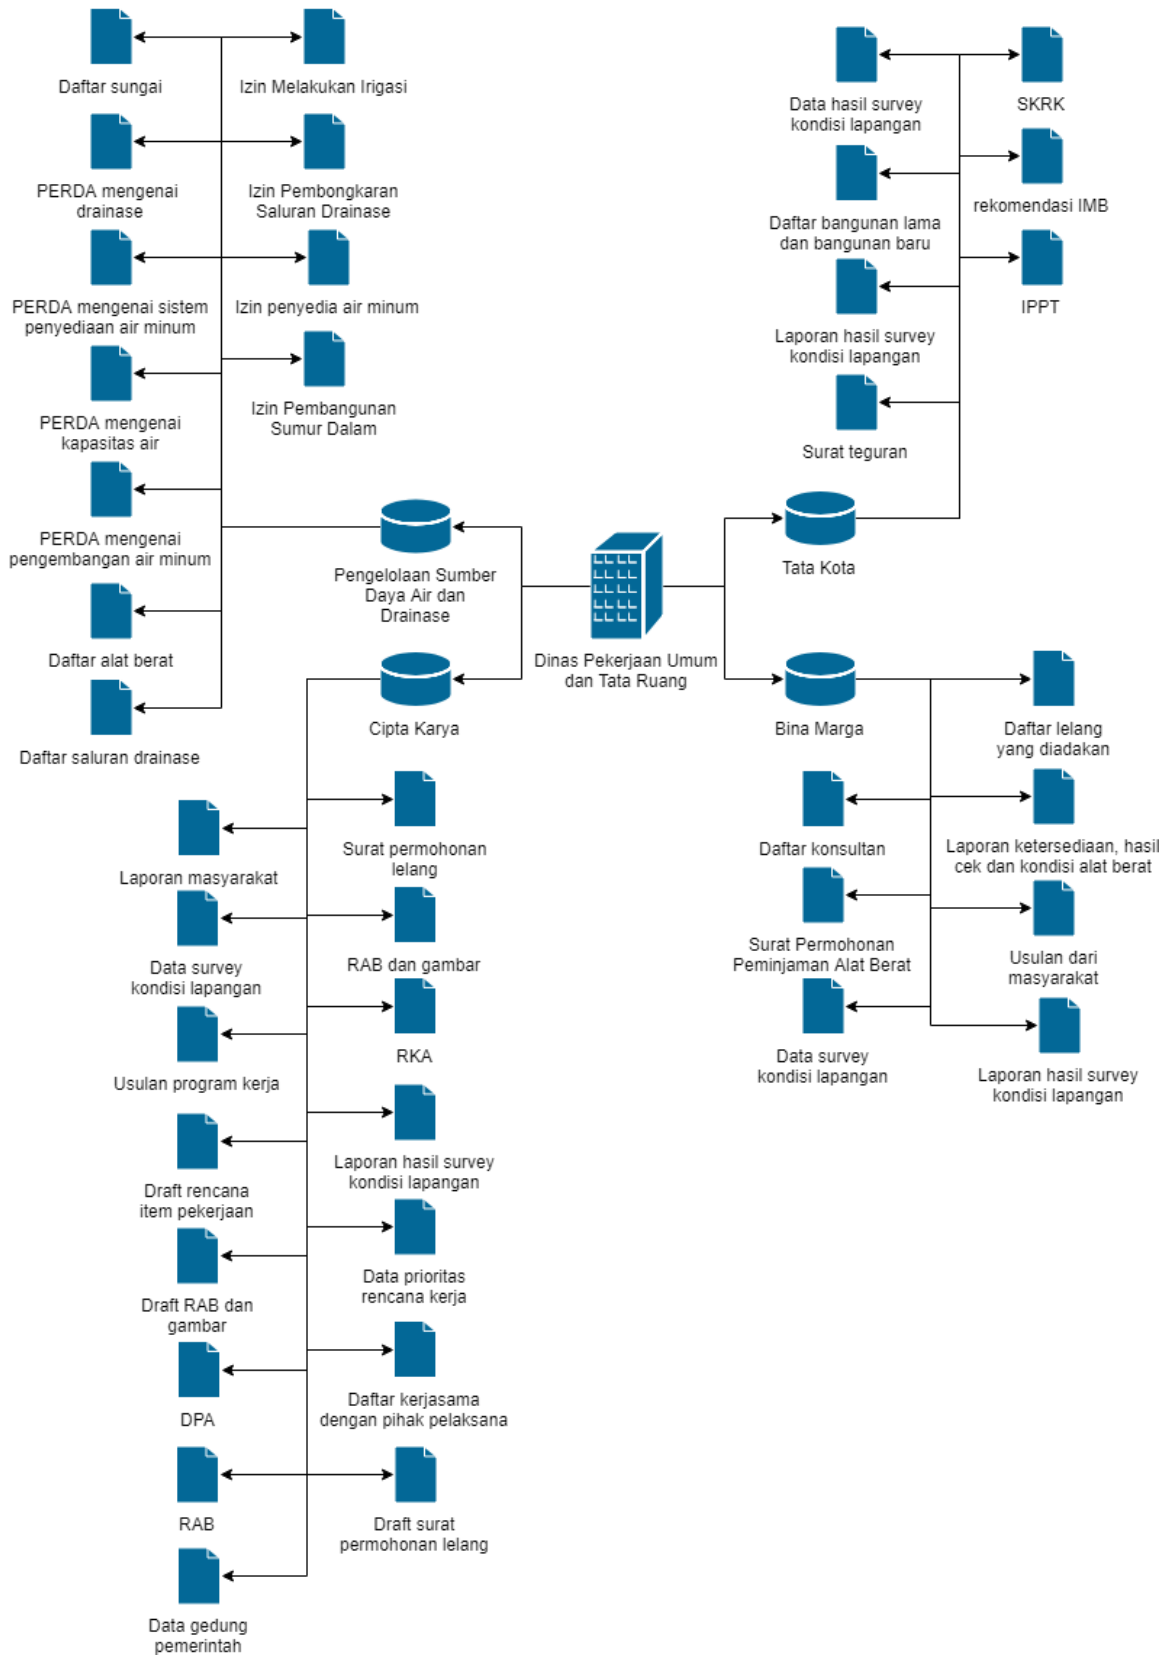 Daftar sungai
Izin Melakukan Irigasi
PERDA mengenai
drainase
Izin Pembongkaran
Saluran Drainase
PERDA mengenai sistem
penyediaan air minum
Izin penyedia air minum
PERDA mengenai
kapasitas air
Izin Pembangunan
Sumur Dalam
PERDA mengenai
pengembangan air minum
Daftar alat berat
Daftar saluran drainase
Data hasil survey
kondisi lapangan
SKRK
Daftar bangunan lama
dan bangunan baru
rekomendasi IMB
Laporan hasil survey
kondisi lapangan
IPPT
Surat teguran
Pengelolaan Sumber
Daya Air dan
Drainase
Tata Kota
Dinas Pekerjaan Umum
dan Tata Ruang
Cipta Karya
Bina Marga
Laporan masyarakat
Surat permohonan
lelang
Data survey
kondisi lapangan
RAB dan gambar
Usulan program kerja
RKA
Draft rencana
item pekerjaan
Laporan hasil survey
kondisi lapangan
Draft RAB dan
gambar
Data prioritas
rencana kerja
DPA
Daftar kerjasama
dengan pihak pelaksana
RAB
Draft surat
permohonan lelang
Data gedung
pemerintah
Daftar lelang
yang diadakan
Daftar konsultan
Laporan ketersediaan, hasil
cek dan kondisi alat berat
Surat Permohonan
Peminjaman Alat Berat
Usulan dari
masyarakat
Data survey
kondisi lapangan
Laporan hasil survey
kondisi lapangan